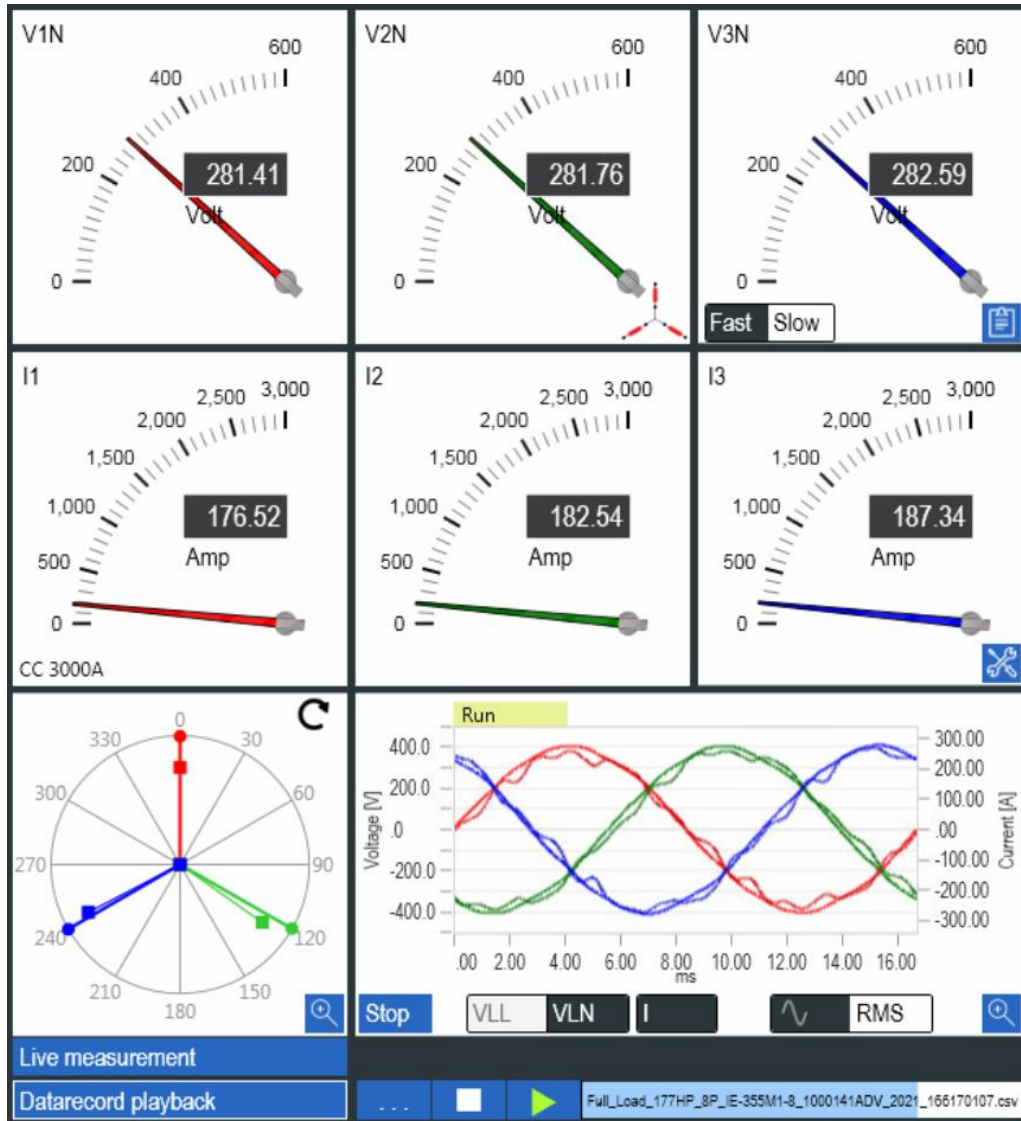 V1N
600
400
200
281.41
Volt
0
V2N
600
400
200
281.76
Volt
0
V3N
600
400
200
282.59
Volt
0
Fast Slow
I1
3,000
2,500
2,000
1,500
1,000
176.52
500
Amp
0
CC 3000A
I2
3,000
2,500
2,000
1,500
1,000
182.54
500
Amp
0
I3
3,000
2,500
2,000
1,500
1,000
187.34
500
Amp
0
0
330 30
300 60
270 90
240 120
210 150
180
Run
Voltage [V]
400.0
200.0
.0
-200.0
-400.0
300.00
200.00
100.00
.00
-100.00
-200.00
-300.00
Current [A]
.00 2.00 4.00 6.00 8.00 10.00 12.00 14.00 16.00
ms
Stop VLL VLN I RMS
Live measurement
Datarecord playback
... Full_Load_177HP_8P_IE-355M1-8_1000141ADV_2021_166170107.csv